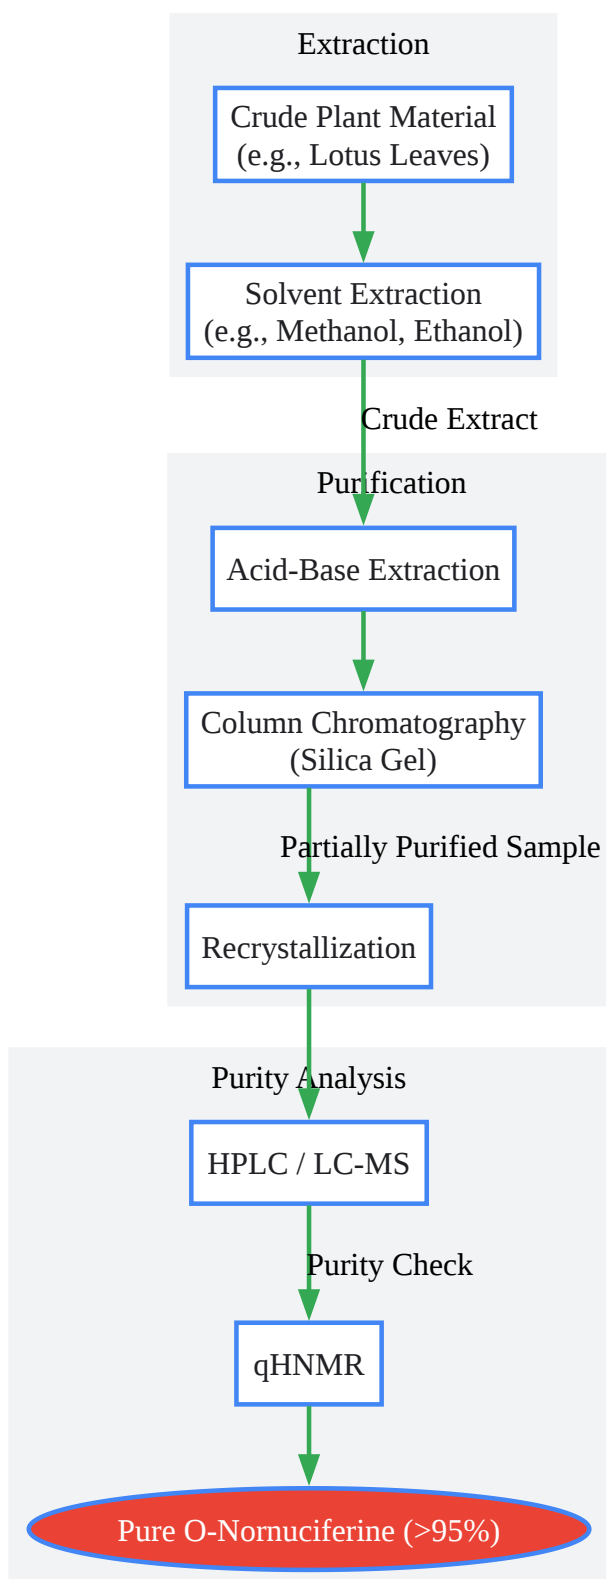 Extraction
Crude Plant Material
(e.g., Lotus Leaves)
Solvent Extraction
(e.g., Methanol, Ethanol)
Crude Extract
Purification
Acid-Base Extraction
Column Chromatography
(Silica Gel)
Partially Purified Sample
Recrystallization
Purity Analysis
HPLC / LC-MS
Purity Check
qHNMR
Pure O-Nornuciferine (>95%)